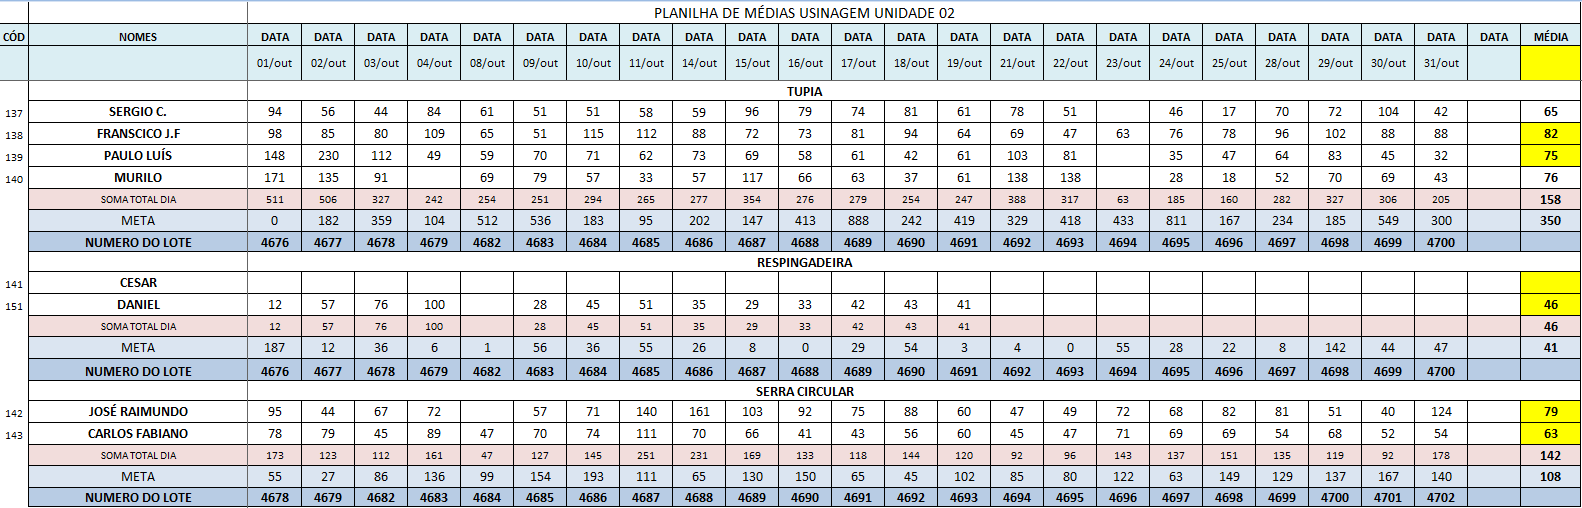 PLANILHA DE MÉDIAS USINAGEM UNIDADE 02
CÓD NOMES DATA DATA DATA DATA DATA DATA DATA DATA DATA DATA DATA DATA DATA DATA DATA DATA DATA DATA DATA DATA DATA DATA DATA DATA MÉDIA
01/out 02/out 03/out 04/out 08/out 09/out 10/out 11/out 14/out 15/out 16/out 17/out 18/out 19/out 21/out 22/out 23/out 24/out 25/out 28/out 29/out 30/out 31/out
TUPIA
137 SERGIO C. 94 56 44 84 61 51 51 58 59 96 79 74 81 61 78 51 46 17 70 72 104 42 65
138 FRANSCICO J.F 98 85 80 109 65 51 115 112 88 72 73 81 94 64 69 47 63 76 78 96 102 88 88 82
139 PAULO LUÍS 148 230 112 49 59 70 71 62 73 69 58 61 42 61 103 81 35 47 64 83 45 32 75
140 MURILO 171 135 91 69 79 57 33 57 117 66 63 37 61 138 138 28 18 52 70 69 43 76
SOMA TOTAL DIA 511 506 327 242 254 251 294 265 277 354 276 279 254 247 388 317 63 185 160 282 327 306 205 158
META 0 182 359 104 512 536 183 95 202 147 413 888 242 419 329 418 433 811 167 234 185 549 300 350
NUMERO DO LOTE 4676 4677 4678 4679 4682 4683 4684 4685 4686 4687 4688 4689 4690 4691 4692 4693 4694 4695 4696 4697 4698 4699 4700
RESPINGADEIRA
141 CESAR
151 DANIEL 12 57 76 100 28 45 51 35 29 33 42 43 41 46
SOMA TOTAL DIA 12 57 76 100 28 45 51 35 29 33 42 43 41 46
META 187 12 36 6 1 56 36 55 26 8 0 29 54 3 4 0 55 28 22 8 142 44 47 41
NUMERO DO LOTE 4676 4677 4678 4679 4682 4683 4684 4685 4686 4687 4688 4689 4690 4691 4692 4693 4694 4695 4696 4697 4698 4699 4700
SERRA CIRCULAR
142 JOSÉ RAIMUNDO 95 44 67 72 57 71 140 161 103 92 75 88 60 47 49 72 68 82 81 51 40 124 79
143 CARLOS FABIANO 78 79 45 89 47 70 74 111 70 66 41 43 56 60 45 47 71 69 69 54 68 52 54 63
SOMA TOTAL DIA 173 123 112 161 47 127 145 251 231 169 133 118 144 120 92 96 143 137 151 135 119 92 178 142
META 55 27 86 136 99 154 193 111 65 130 150 65 45 102 85 80 122 63 149 129 137 167 140 108
NUMERO DO LOTE 4678 4679 4682 4683 4684 4685 4686 4687 4688 4689 4690 4691 4692 4693 4694 4695 4696 4697 4698 4699 4700 4701 4702